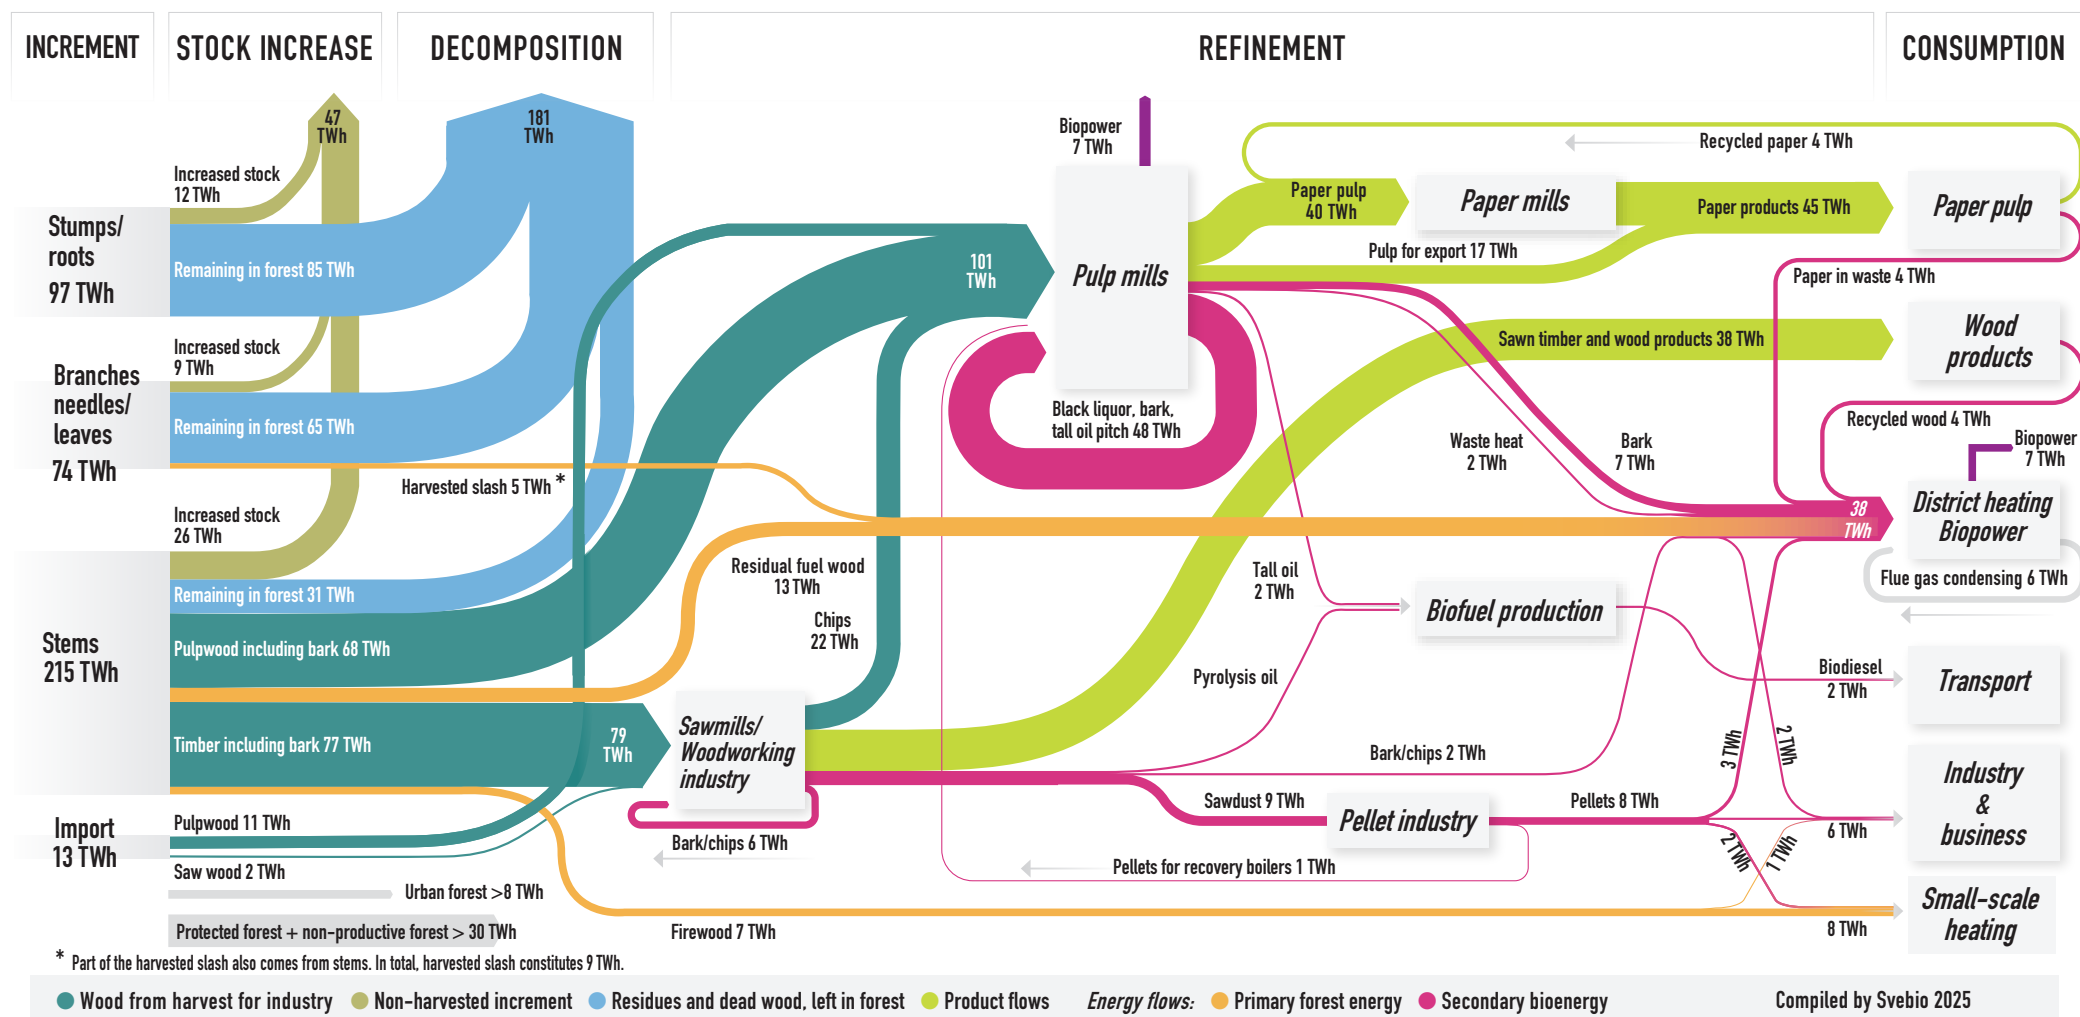 INCREMENT
STOCK INCREASE
DECOMPOSITION
REFINEMENT
CONSUMPTION
47
TWh
181
TWh
Increased stock
12 TWh
Stumps/
roots
97 TWh
Remaining in forest 85 TWh
Increased stock
9 TWh
Branches
needles/
leaves
74 TWh
Remaining in forest 65 TWh
Harvested slash 5 TWh *
Increased stock
26 TWh
Remaining in forest 31 TWh
Stems
215 TWh
Pulpwood including bark 68 TWh
Timber including bark 77 TWh
79
TWh
Import
13 TWh
Pulpwood 11 TWh
Saw wood 2 TWh
Urban forest >8 TWh
Protected forest + non-productive forest > 30 TWh
* Part of the harvested slash also comes from stems. In total, harvested slash constitutes 9 TWh.
Residual fuel wood
13 TWh
Chips
22 TWh
Sawmills/
Woodworking
industry
Bark/chips 6 TWh
Firewood 7 TWh
101
TWh
Biopower
7 TWh
Pulp mills
Black liquor, bark,
tall oil pitch 48 TWh
Recycled paper 4 TWh
Paper pulp
40 TWh
Paper mills
Paper products 45 TWh
Paper pulp
Pulp for export 17 TWh
Paper in waste 4 TWh
Sawn timber and wood products 38 TWh
Wood
products
Recycled wood 4 TWh
Waste heat
2 TWh
Bark
7 TWh
Biopower
7 TWh
38
TWh
District heating
Biopower
Flue gas condensing 6 TWh
Tall oil
2 TWh
Biofuel production
Pyrolysis oil
Biodiesel
2 TWh
Transport
Bark/chips 2 TWh
3 TWh
2 TWh
Sawdust 9 TWh
Pellet industry
Pellets 8 TWh
Pellets for recovery boilers 1 TWh
2 TWh
1 TWh
6 TWh
Industry
&
business
8 TWh
Small-scale
heating
Wood from harvest for industry
Non-harvested increment
Residues and dead wood, left in forest
Product flows
Energy flows:
Primary forest energy
Secondary bioenergy
Compiled by Svebio 2025